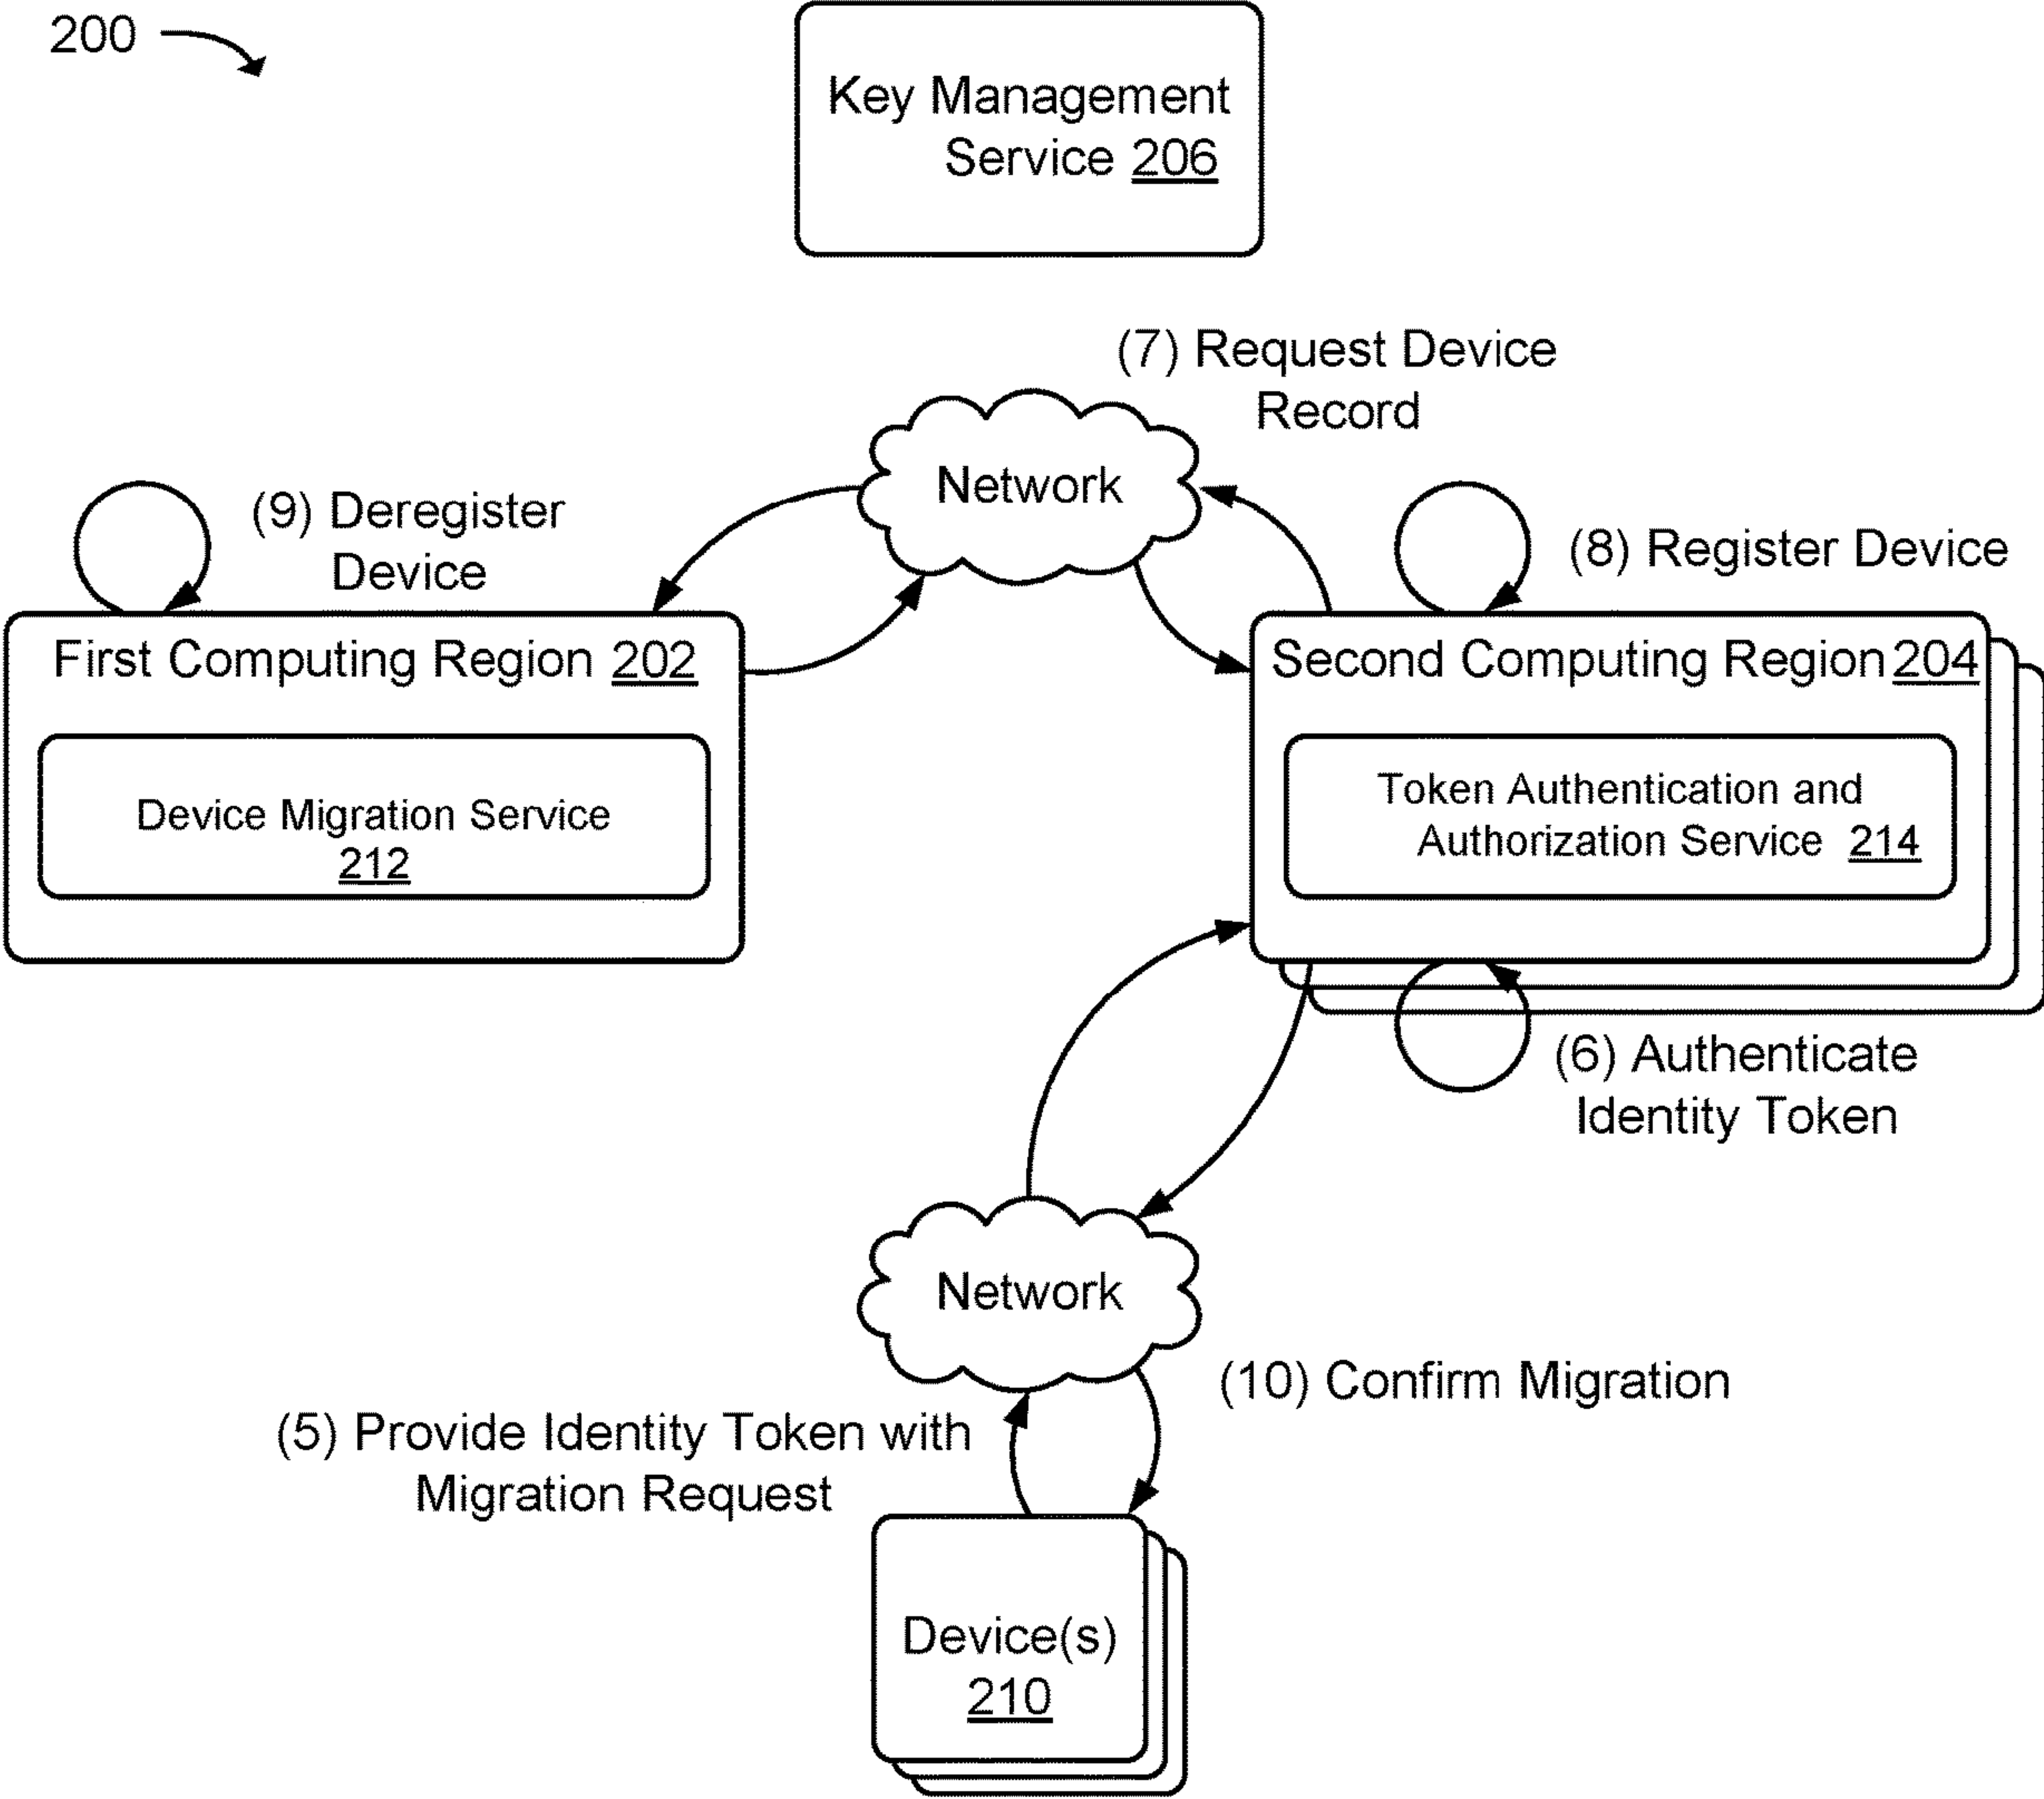 200
Key Management
Service 206
(7) Request Device
Record
Network
(9) Deregister
Device
(8) Register Device
First Computing Region 202
Second Computing Region 204
Device Migration Service
212
Token Authentication and
Authorization Service 214
(6) Authenticate
Identity Token
Network
(10) Confirm Migration
(5) Provide Identity Token with
Migration Request
Device(s)
210